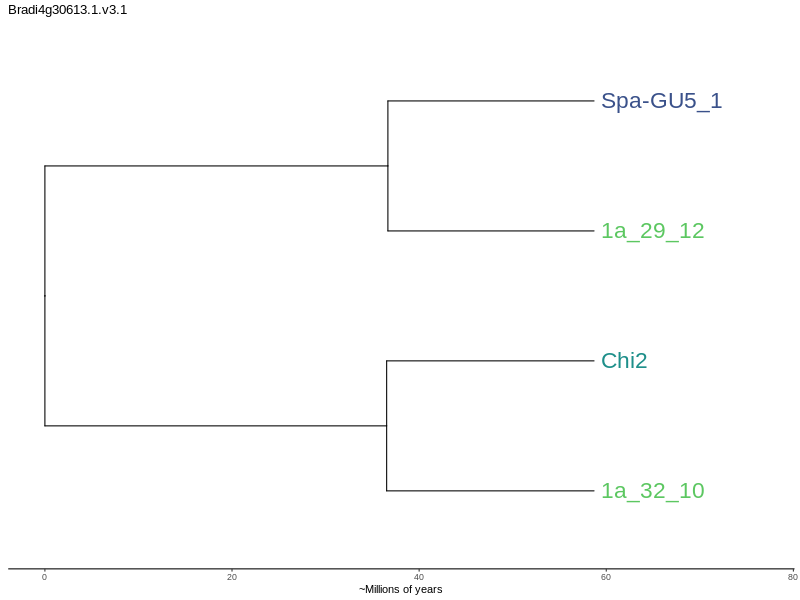 Bradi4g30613.1.v3.1
Spa-GU5_1
1a_29_12
Chi2
1a_32_10
0 20 40 60 80
~Millions of years